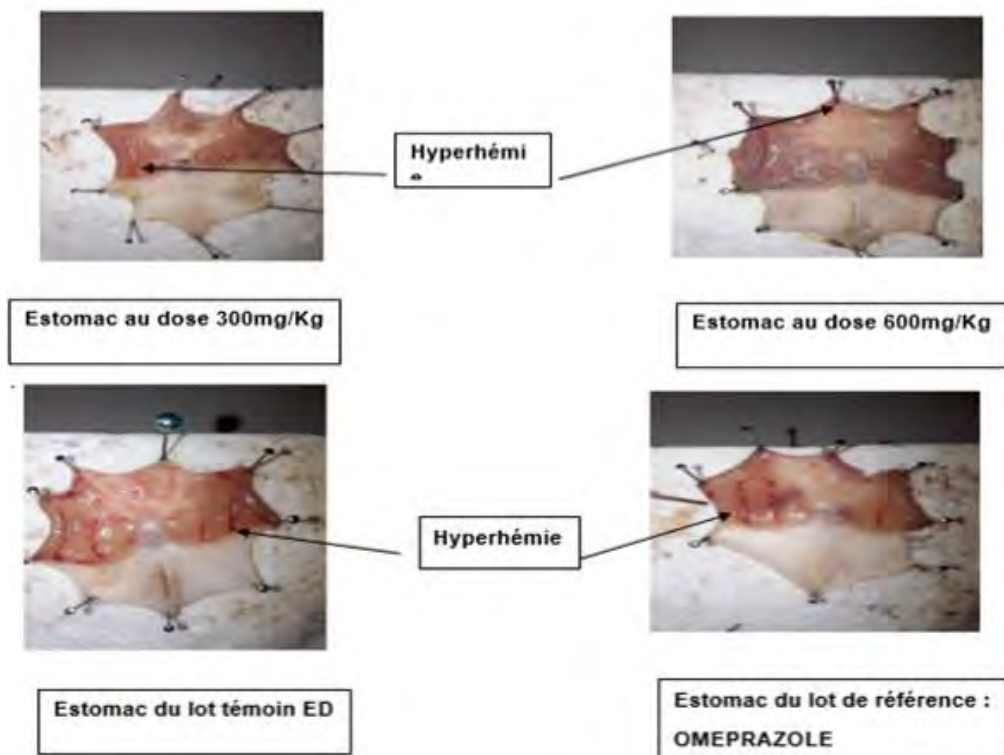 Hyperhémi
Estomac au dose 300mg/Kg
Estomac au dose 600mg/Kg
Hyperhémie
Estomac du lot témoin ED
Estomac du lot de référence :
OMEPRAZOLE